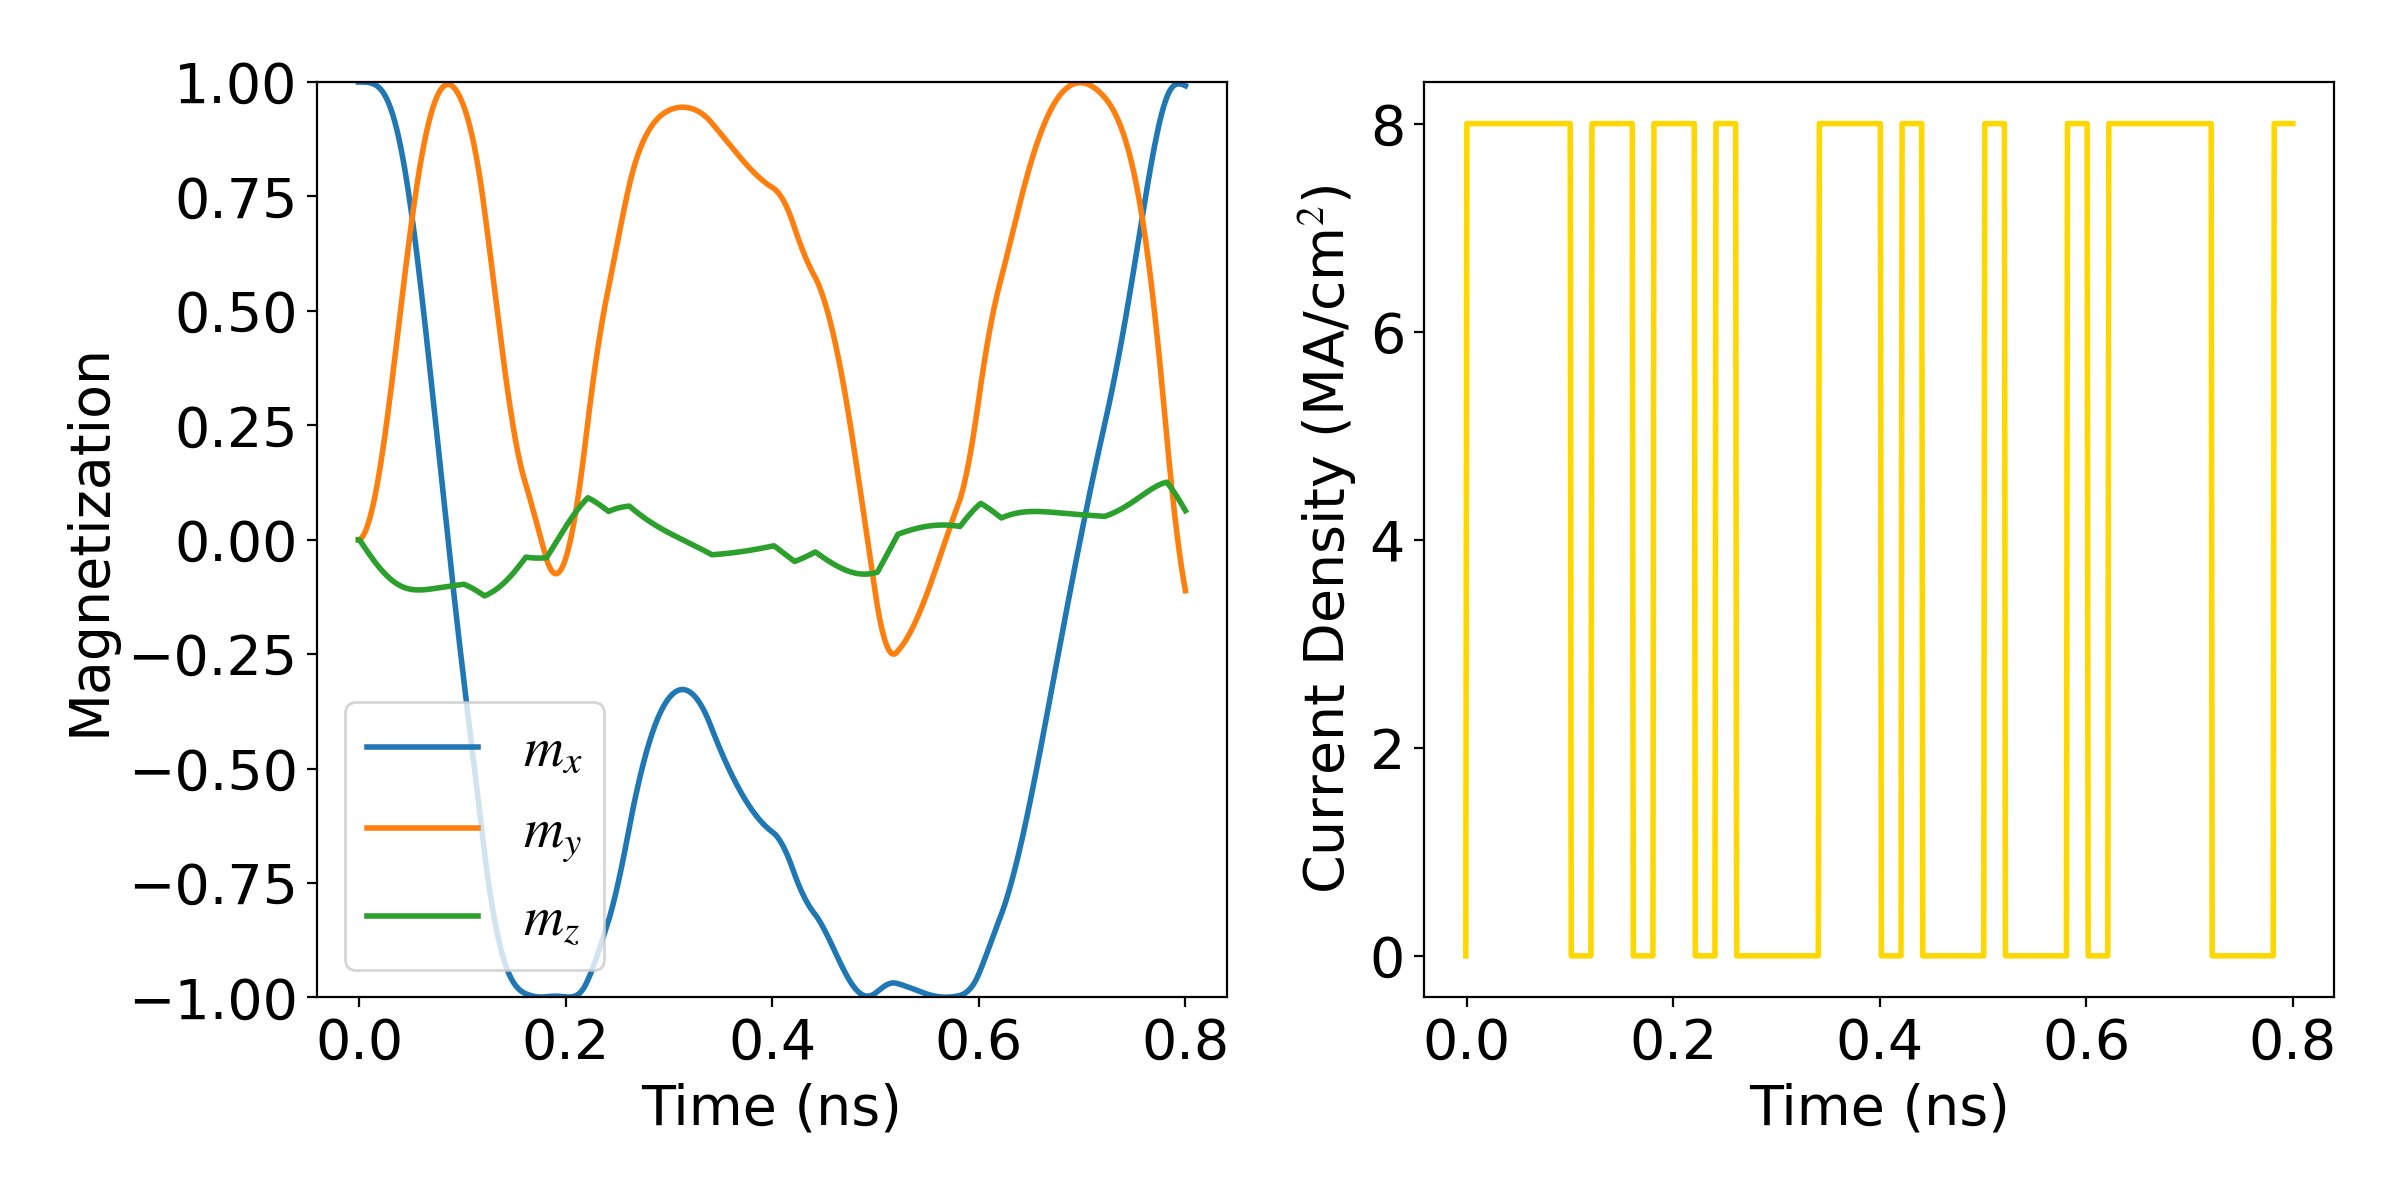 Magnetization
1.00
0.75
0.50
0.25
0.00
−0.25
−0.50
−0.75
−1.00
m_x
m_y
m_z
0.0 0.2 0.4 0.6 0.8
Time (ns)
Current Density (MA/cm²)
8
6
4
2
0
0.0 0.2 0.4 0.6 0.8
Time (ns)